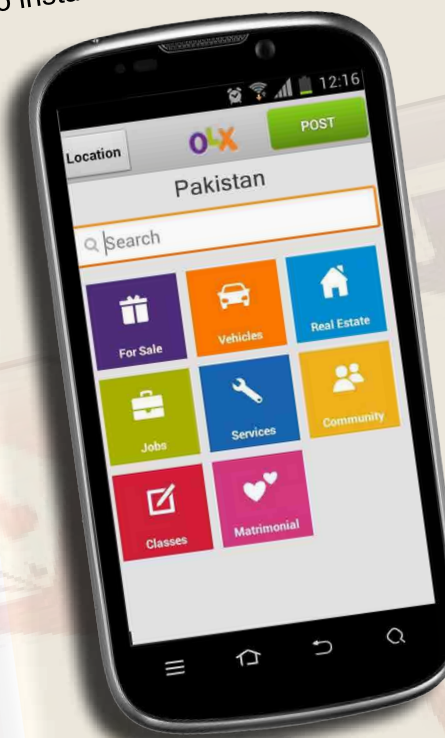 12:16
Location OLX POST
Pakistan
Search
For Sale Vehicles Real Estate
Jobs Services Community
Classes Matrimonial